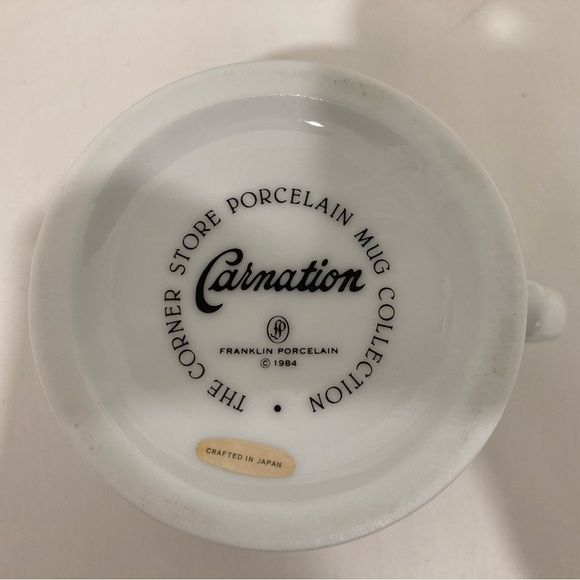 THE CORNER STORE PORCELAIN MUG COLLECTION •
Carnation
FP
FRANKLIN PORCELAIN
© 1984
CRAFTED IN JAPAN